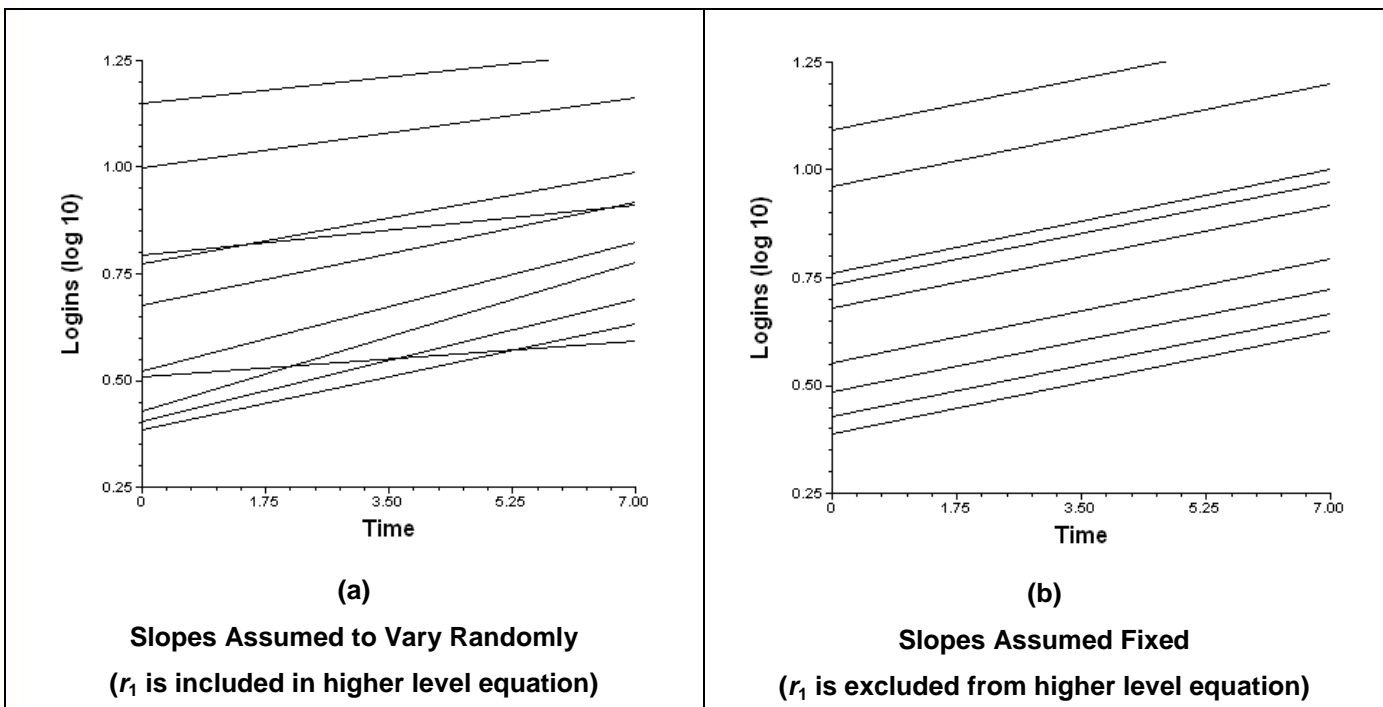 1.25
1.00
0.75
0.50
0.25
0 1.75 3.50 5.25 7.00
Logins (log 10)
Time
(a)
Slopes Assumed to Vary Randomly
(r1 is included in higher level equation)
1.25
1.00
0.75
0.50
0.25
0 1.75 3.50 5.25 7.00
Logins (log 10)
Time
(b)
Slopes Assumed Fixed
(r1 is excluded from higher level equation)